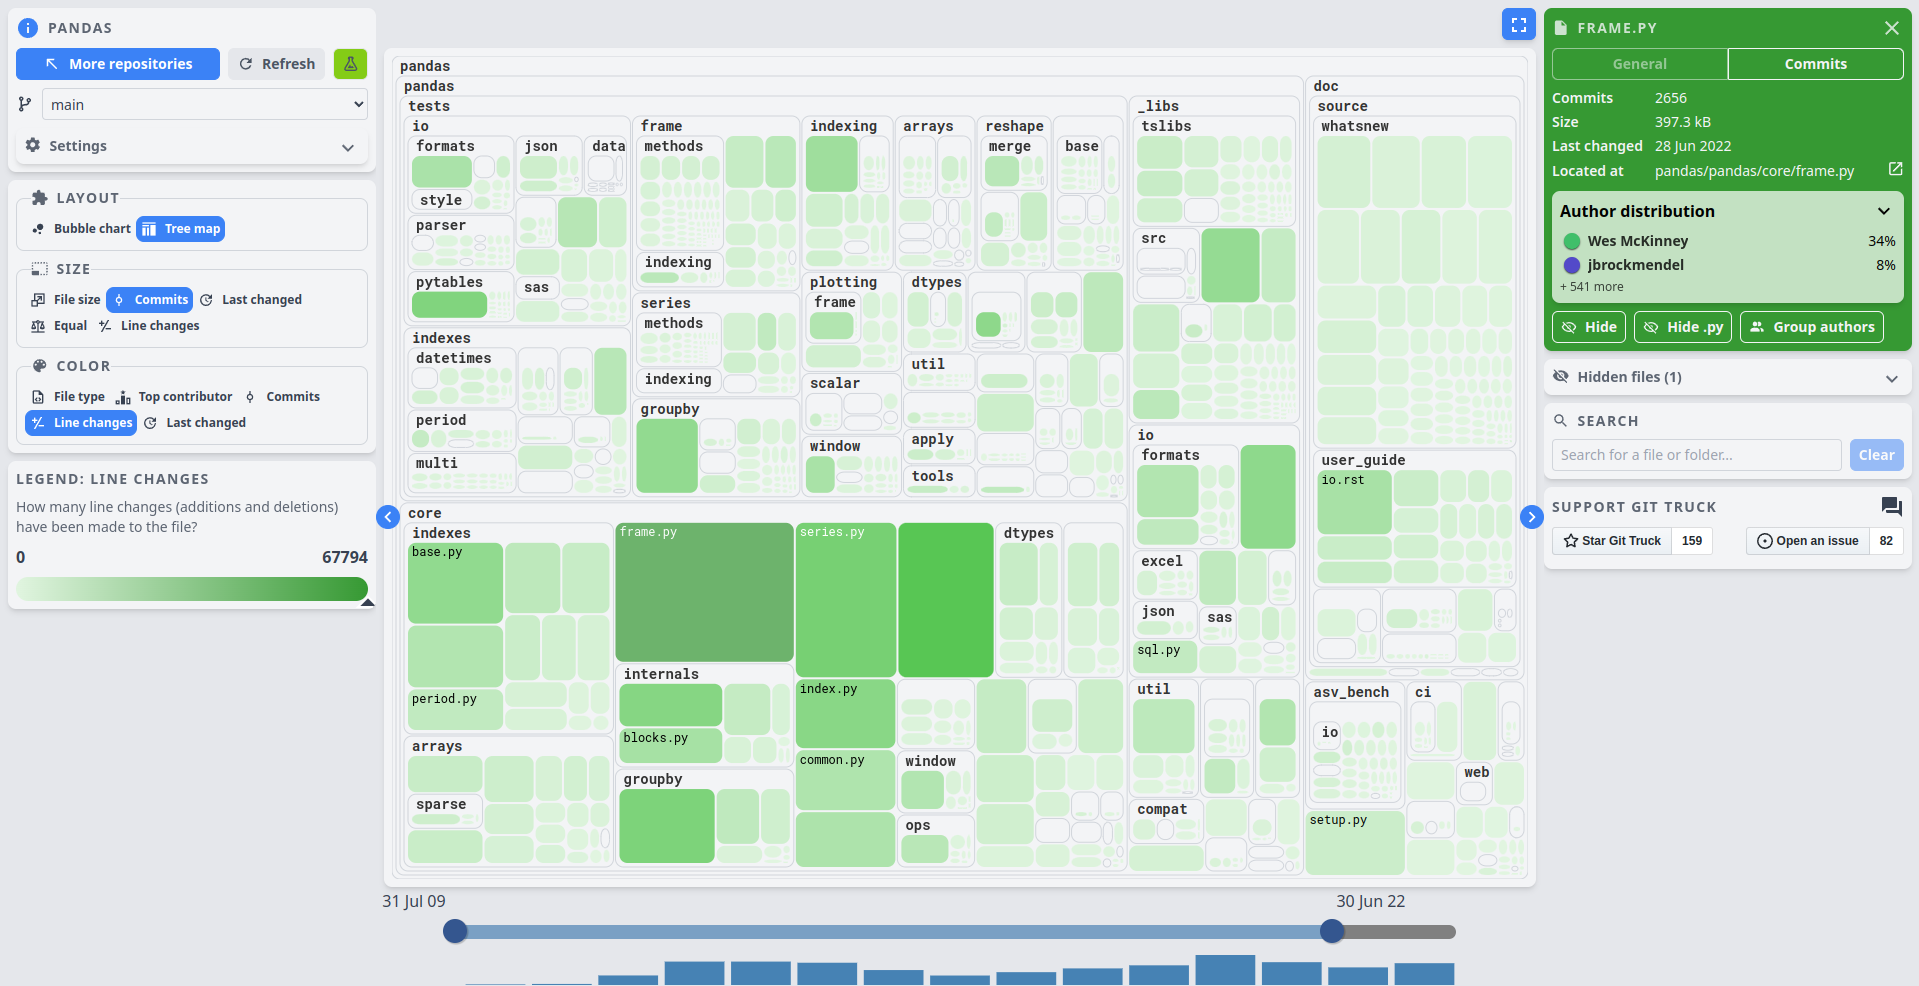 PANDAS
More repositories
Refresh
main
Settings
LAYOUT
Bubble chart
Tree map
SIZE
File size
Commits
Last changed
Equal
Line changes
COLOR
File type
Top contributor
Commits
Line changes
Last changed
LEGEND: LINE CHANGES
How many line changes (additions and deletions)
have been made to the file?
0
67794
pandas
pandas
tests
io
formats
json
data
style
parser
pytables
sas
indexes
datetimes
period
multi
frame
methods
indexing
series
methods
indexing
groupby
indexing
arrays
reshape
merge
base
plotting
frame
dtypes
scalar
util
window
apply
tools
core
indexes
base.py
period.py
arrays
sparse
frame.py
internals
blocks.py
groupby
series.py
index.py
common.py
dtypes
window
ops
_libs
tslibs
src
io
formats
excel
json
sas
sql.py
util
compat
doc
source
whatsnew
user_guide
io.rst
asv_bench
io
ci
web
setup.py
31 Jul 09
30 Jun 22
FRAME.PY
General
Commits
Commits 2656
Size 397.3 kB
Last changed 28 Jun 2022
Located at pandas/pandas/core/frame.py
Author distribution
Wes McKinney 34%
jbrockmendel 8%
+ 541 more
Hide
Hide .py
Group authors
Hidden files (1)
SEARCH
Search for a file or folder...
Clear
SUPPORT GIT TRUCK
Star Git Truck 159
Open an issue 82